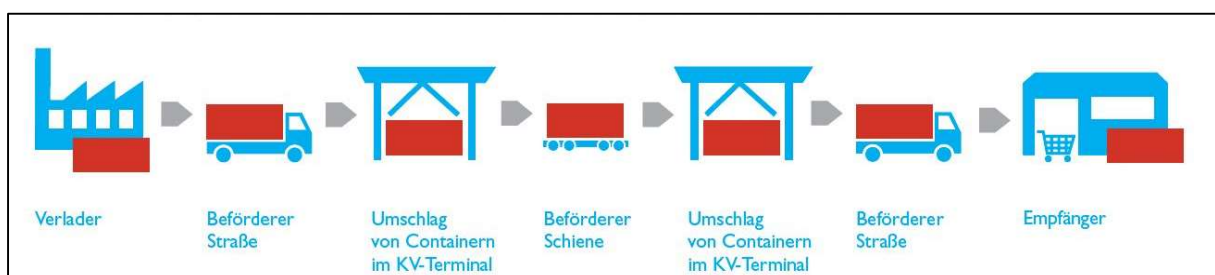 Verlader
Beförderer
Straße
Umschlag
von Containern
im KV-Terminal
Beförderer
Schiene
Umschlag
von Containern
im KV-Terminal
Beförderer
Straße
Empfänger